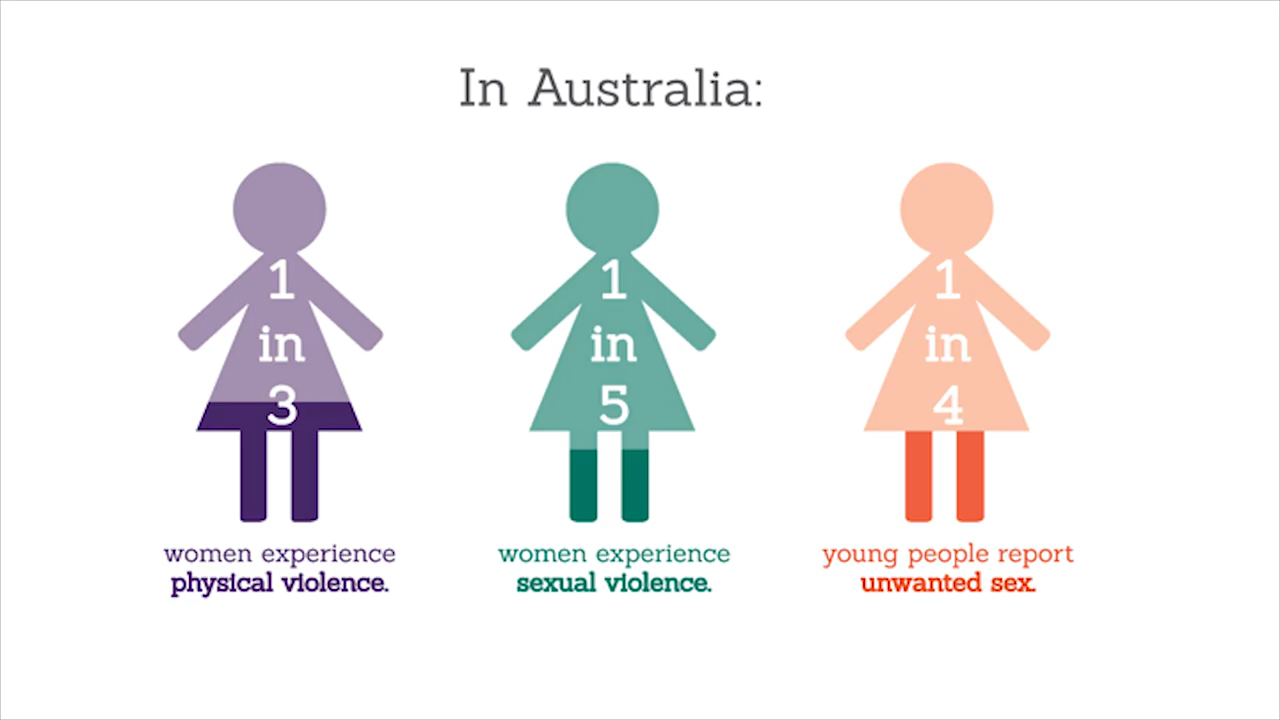 In Australia:
1
in
3
women experience
physical violence.
1
in
5
women experience
sexual violence.
1
in
4
young people report
unwanted sex.